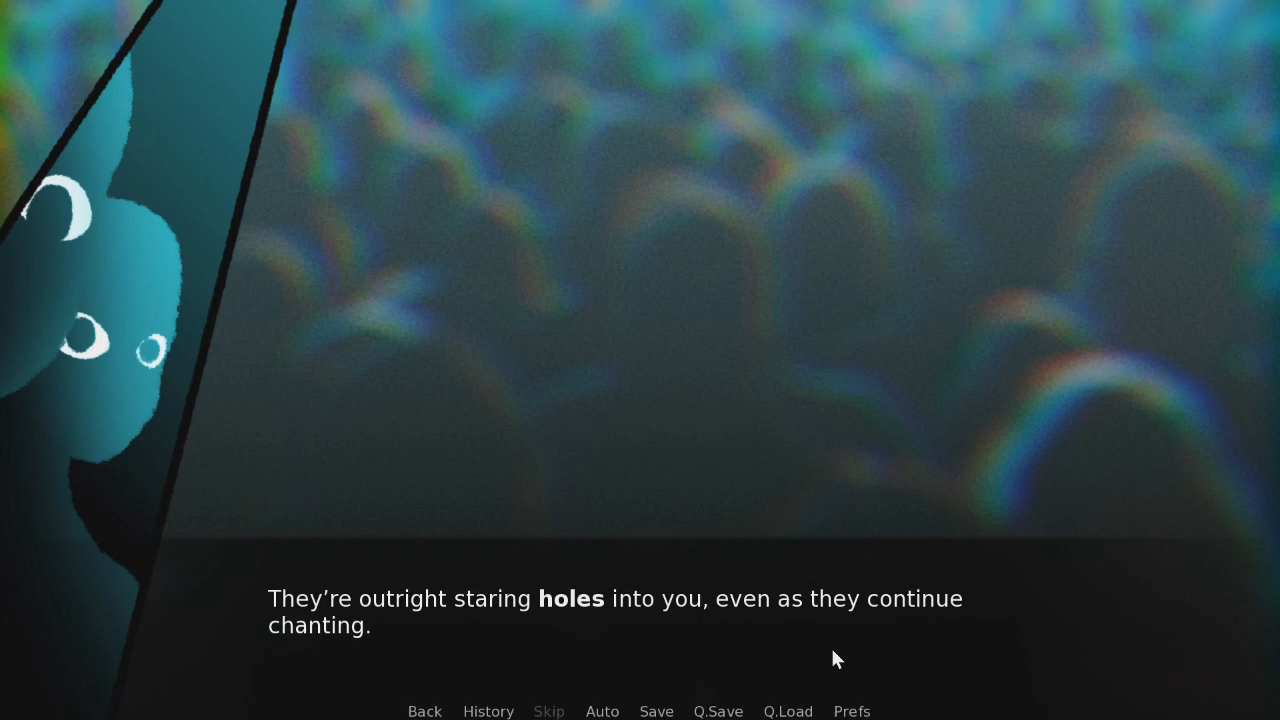 They’re outright staring holes into you, even as they continue
chanting.
Back History Skip Auto Save Q.Save Q.Load Prefs